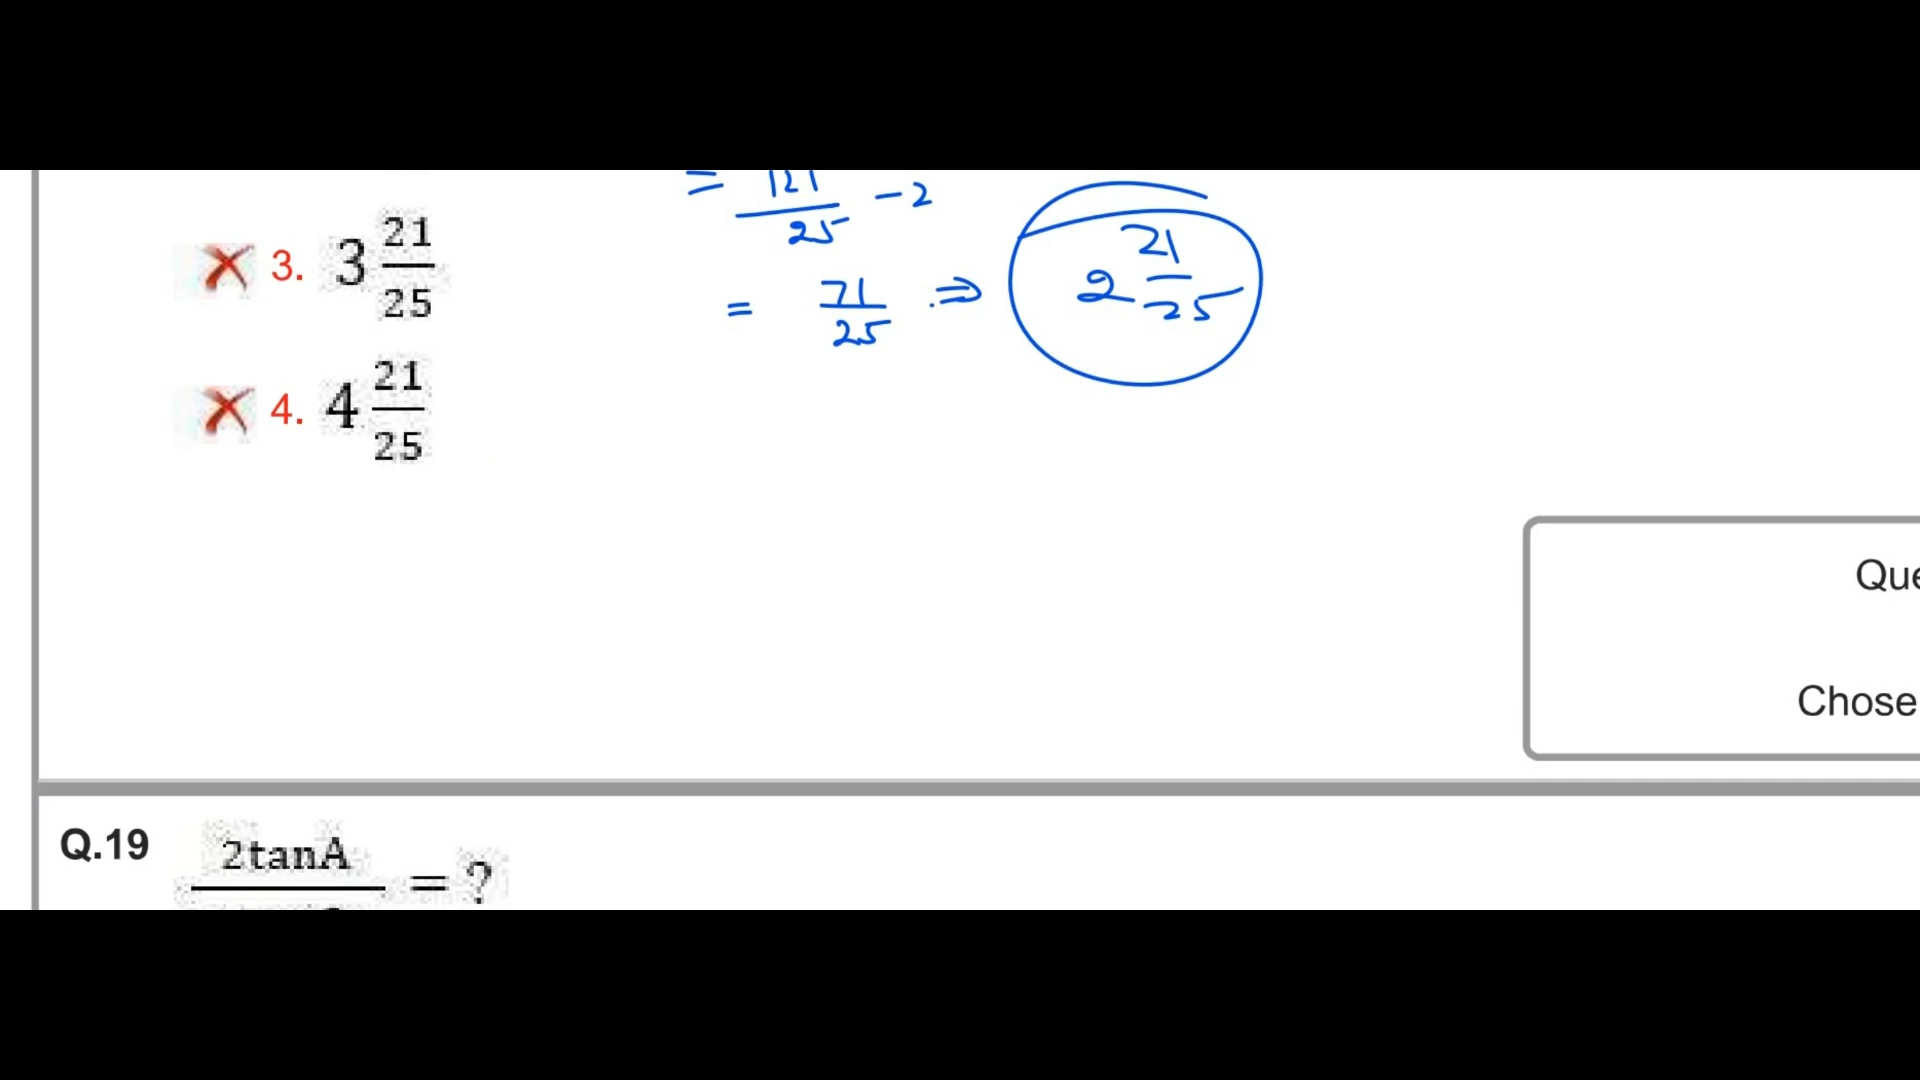 = 121/25 - 2
3. 3 21/25
= 71/25 ⇒ 2 21/25
4. 4 21/25
Chose
Q.19 2tanA = ?